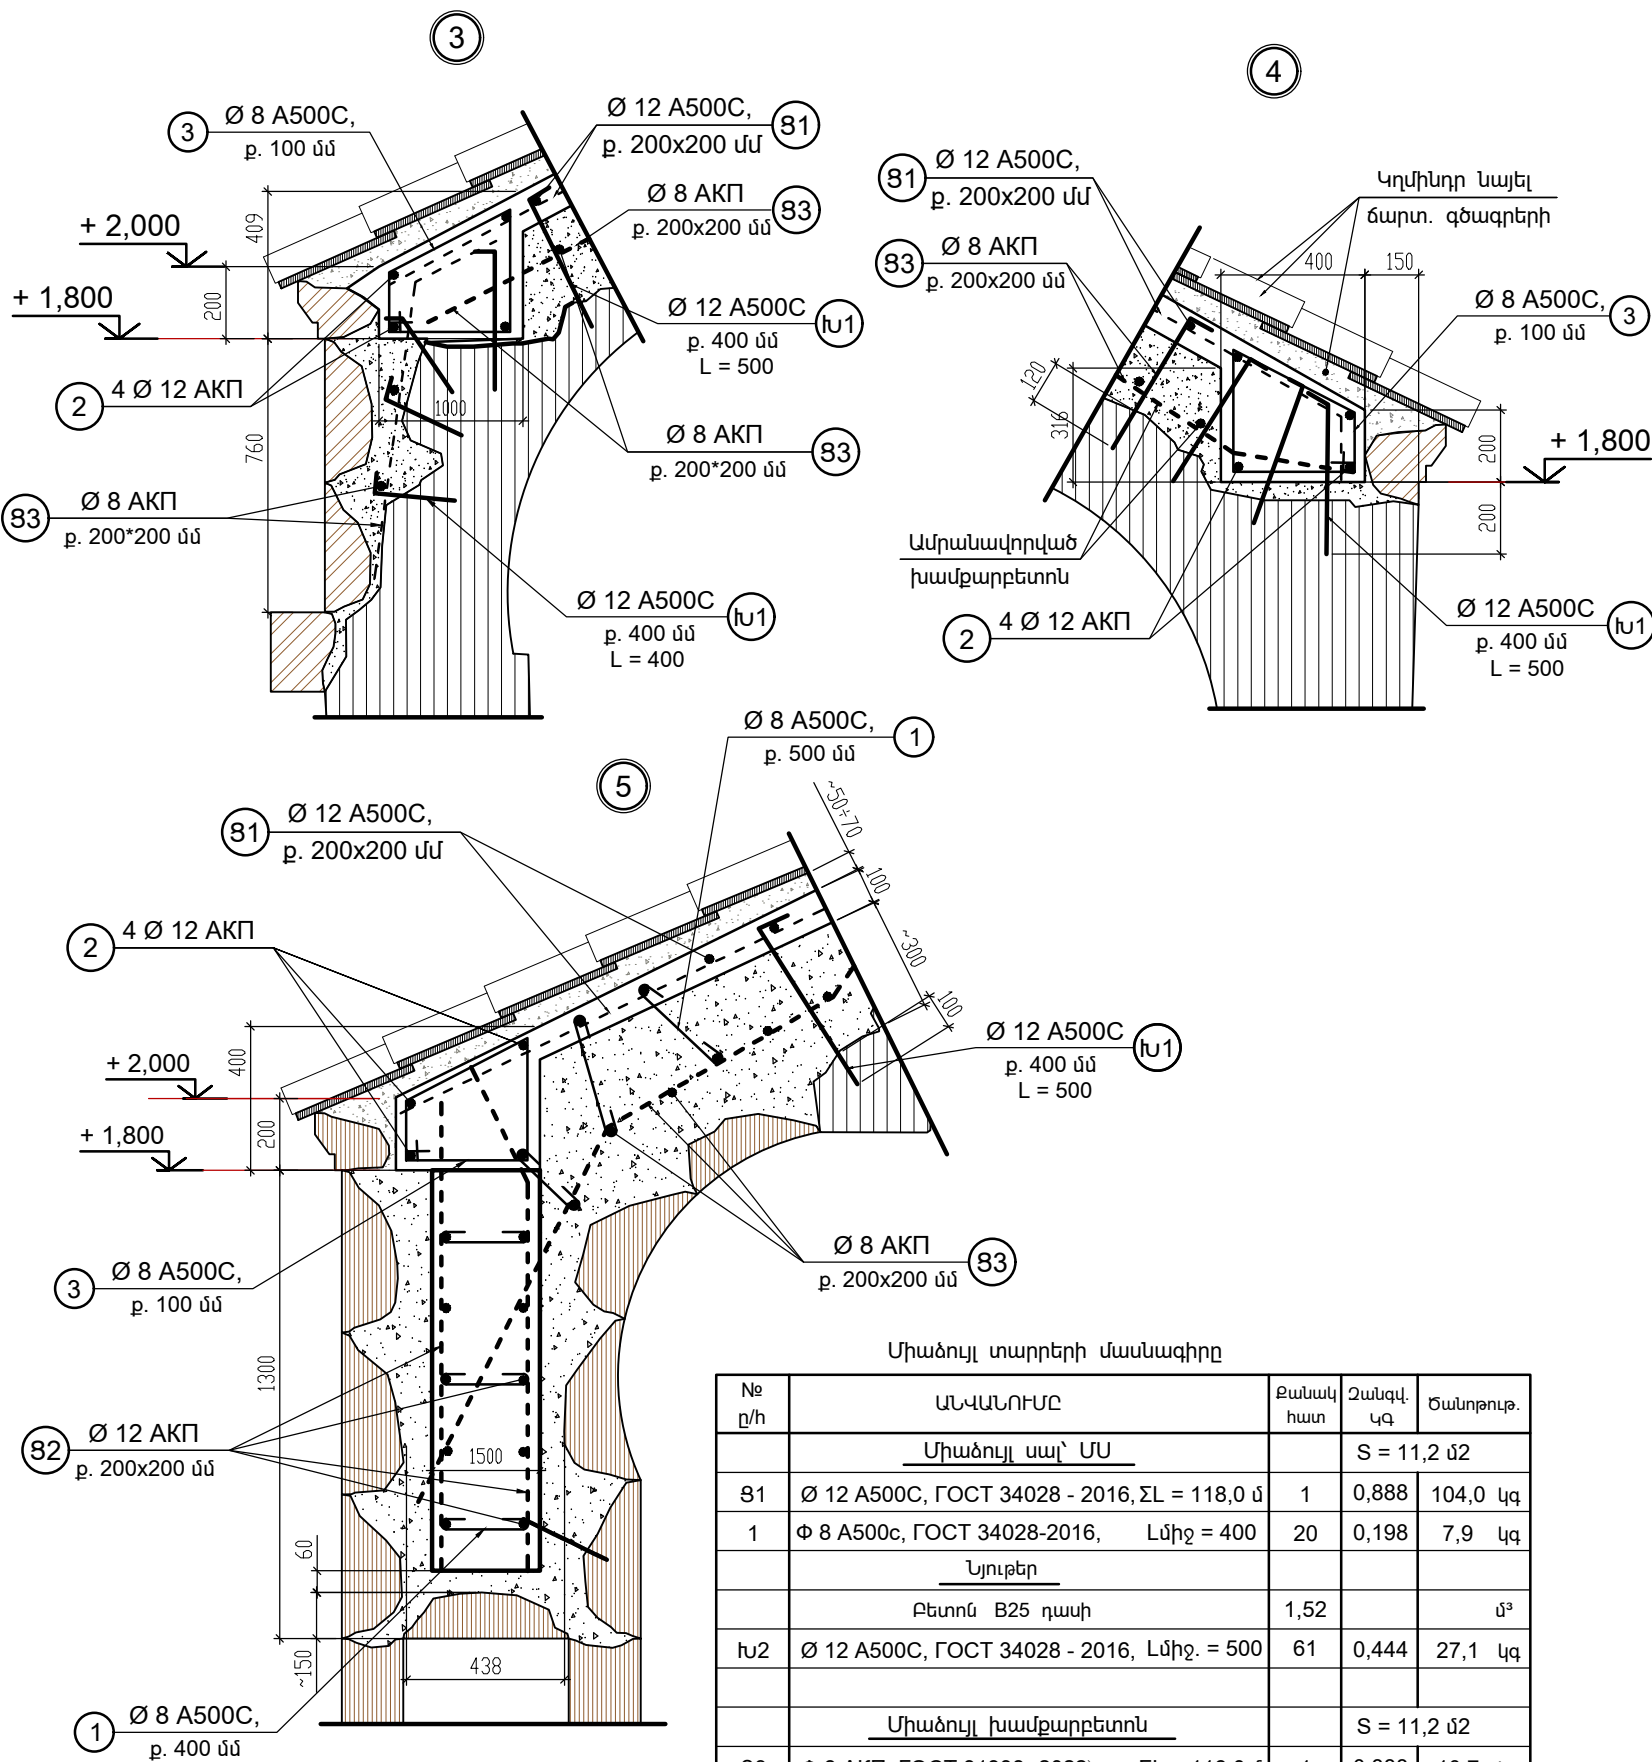 3
3
Ø 8 A500C,
ք. 100 մմ
Ø 12 A500C,
ք. 200x200 մմ
Ց1
Ø 8 АКП
ք. 200x200 մմ
Ց3
+ 2,000
+ 1,800
409
200
760
Ø 12 A500C
ք. 400 մմ
L = 500
Խ1
2
4 Ø 12 АКП
1000
Ø 8 АКП
ք. 200*200 մմ
Ց3
Ց3
Ø 8 АКП
ք. 200*200 մմ
Ø 12 A500C
ք. 400 մմ
L = 400
Խ1
4
Ց1
Ø 12 A500C,
ք. 200x200 մմ
Ց3
Ø 8 АКП
ք. 200x200 մմ
Կղմինդր նայել
ճարտ. գծագրերի
400
150
Ø 8 A500C,
ք. 100 մմ
3
120
316
200
200
+ 1,800
Ամրանավորված
խամքարբետոն
2
4 Ø 12 АКП
Ø 12 A500C
ք. 400 մմ
L = 500
Խ1
5
Ø 8 A500C,
ք. 500 մմ
1
Ց1
Ø 12 A500C,
ք. 200x200 մմ
~50÷70
100
~300
100
2
4 Ø 12 АКП
+ 2,000
+ 1,800
400
200
1300
Ø 12 A500C
ք. 400 մմ
L = 500
Խ1
Ø 8 АКП
ք. 200x200 մմ
Ց3
3
Ø 8 A500C,
ք. 100 մմ
Ց2
Ø 12 АКП
ք. 200x200 մմ
1500
60
~150
438
1
Ø 8 A500C,
ք. 400 մմ
Միաձույլ տարրերի մասնագիրը
№ ը/հ ԱՆՎԱՆՈՒՄԸ Քանակ հատ Զանգվ. ԿԳ Ծանոթութ.
Միաձույլ սալ՝ ՄՍ S = 11,2 մ2
Ց1 Ø 12 A500C, ГОСТ 34028 - 2016, ΣL = 118,0 մ 1 0,888 104,0 կգ
1 Ф 8 A500c, ГОСТ 34028-2016, Lմիջ = 400 20 0,198 7,9 կգ
Նյութեր
Բետոն B25 դասի 1,52 մ³
Խ2 Ø 12 A500C, ГОСТ 34028 - 2016, Lմիջ. = 500 61 0,444 27,1 կգ
Միաձույլ խամքարբետոն S = 11,2 մ2